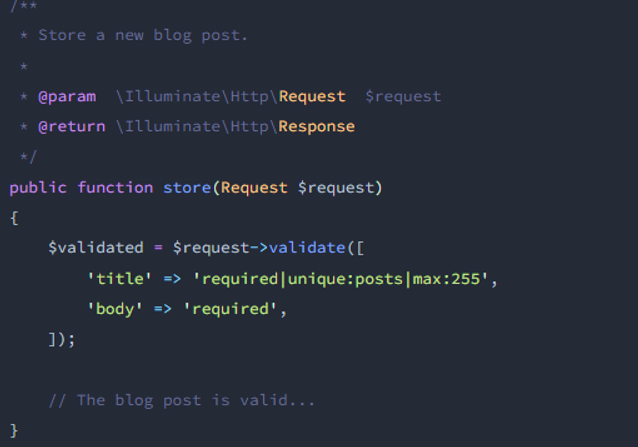 /**
 * Store a new blog post.
 *
 * @param  \Illuminate\Http\Request  $request
 * @return \Illuminate\Http\Response
 */
public function store(Request $request)
{
    $validated = $request->validate([
        'title' => 'required|unique:posts|max:255',
        'body' => 'required',
    ]);

    // The blog post is valid...
}